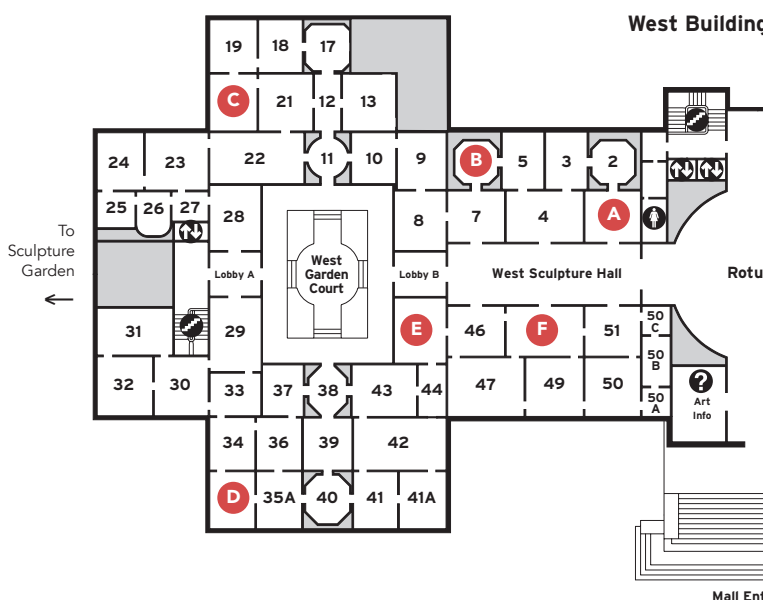 West Building
19 18 17
C 21 12 13
24 23 22 11 10 9 B 5 3 2
25 26 27 28 8 7 4 A
To
Sculpture
Garden
Lobby A
West
Garden
Court
Lobby B
West Sculpture Hall
Rotu
31 29 E 46 F 51 50
C
32 30 33 37 38 43 44 47 49 50 50
B
50
A
?
Art
Info
34 36 39 42
D 35A 40 41 41A
Mall Ent